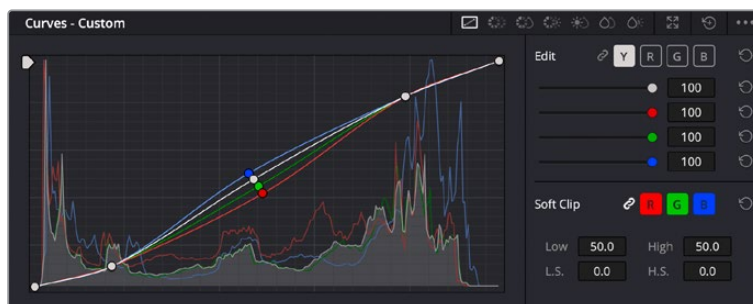 Curves - Custom
Edit Y R G B
100
100
100
100
Soft Clip R G B
Low 50.0 High 50.0
L.S. 0.0 H.S. 0.0